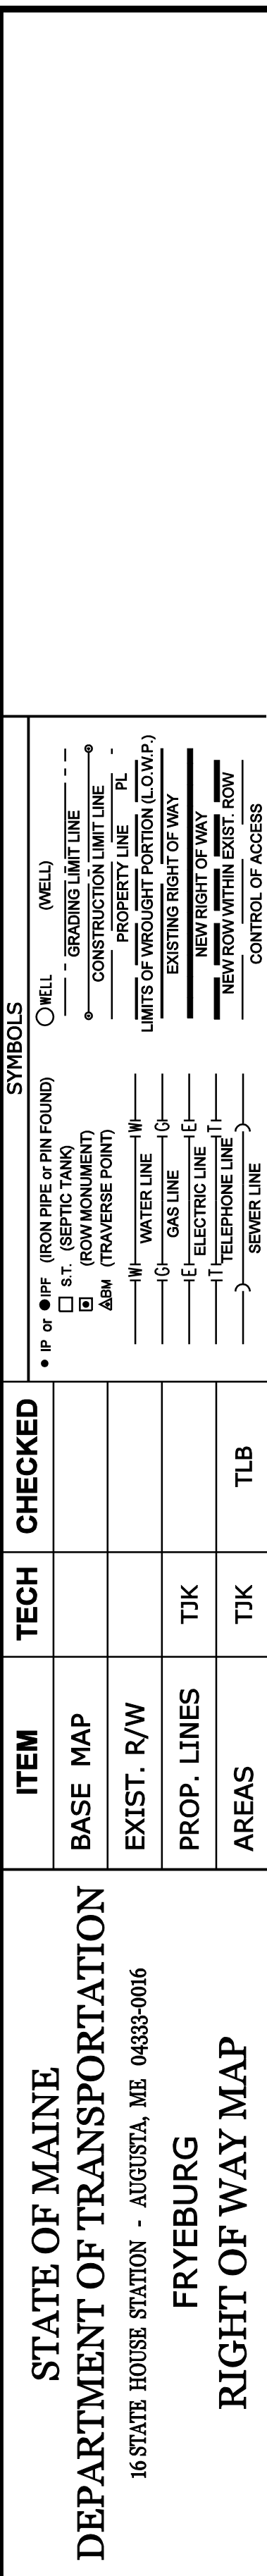 STATE OF MAINE
DEPARTMENT OF TRANSPORTATION
16 STATE HOUSE STATION - AUGUSTA, ME 04333-0016
FRYEBURG
RIGHT OF WAY MAP
ITEM TECH CHECKED
BASE MAP
EXIST. R/W
PROP. LINES TJK
AREAS TJK TLB
SYMBOLS
IP or IPF (IRON PIPE or PIN FOUND)
S.T. (SEPTIC TANK)
(ROW MONUMENT)
BM (TRAVERSE POINT)
W W
WATER LINE
G G
GAS LINE
E E
ELECTRIC LINE
T T
TELEPHONE LINE
SEWER LINE
WELL (WELL)
GRADING LIMIT LINE
CONSTRUCTION LIMIT LINE
PROPERTY LINE PL
LIMITS OF WROUGHT PORTION (L.O.W.P.)
EXISTING RIGHT OF WAY
NEW RIGHT OF WAY
NEW ROW WITHIN EXIST. ROW
CONTROL OF ACCESS